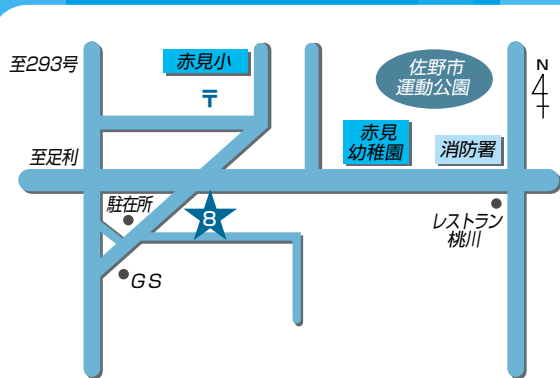 至293号
赤見小
〒
佐野市
運動公園
N
至足利
赤見
幼稚園
消防署
駐在所
8
レストラン
桃川
GS